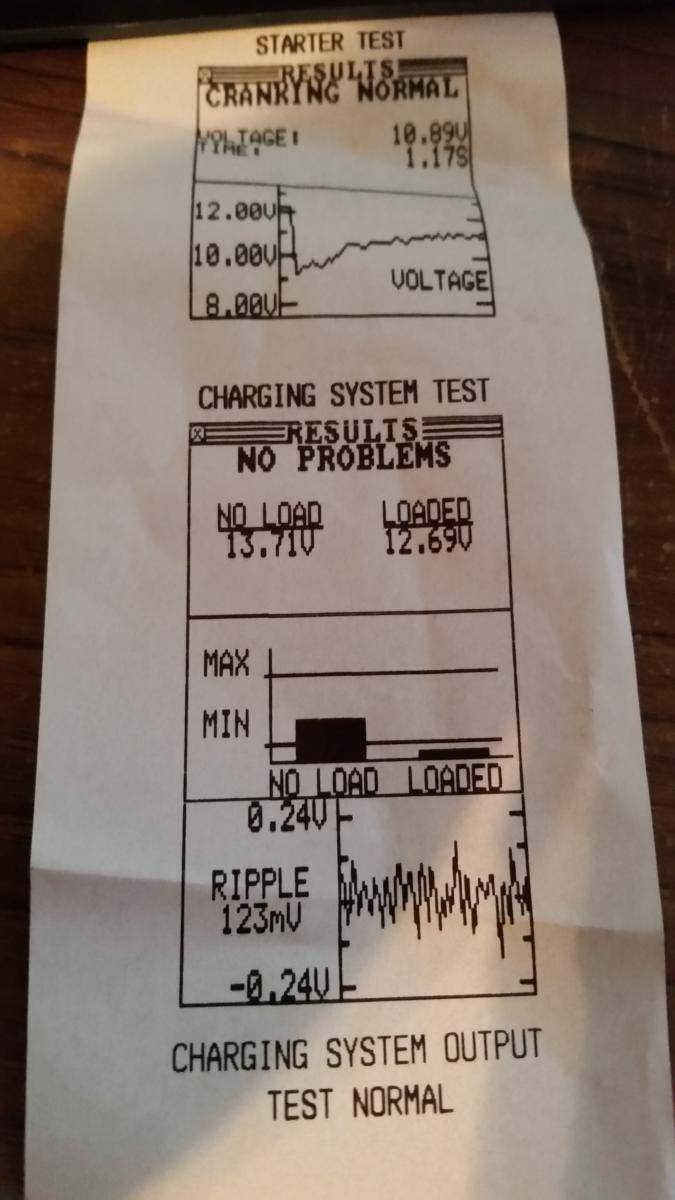 STARTER TEST
RESULTS
CRANKING NORMAL
VOLTAGE: 10.89V
TIME: 1.17S
12.00V
10.00V
VOLTAGE
8.00V
CHARGING SYSTEM TEST
RESULTS
NO PROBLEMS
NO LOAD LOADED
13.71V 12.69V
MAX
MIN
NO LOAD LOADED
0.24V
RIPPLE
123mV
-0.24V
CHARGING SYSTEM OUTPUT
TEST NORMAL